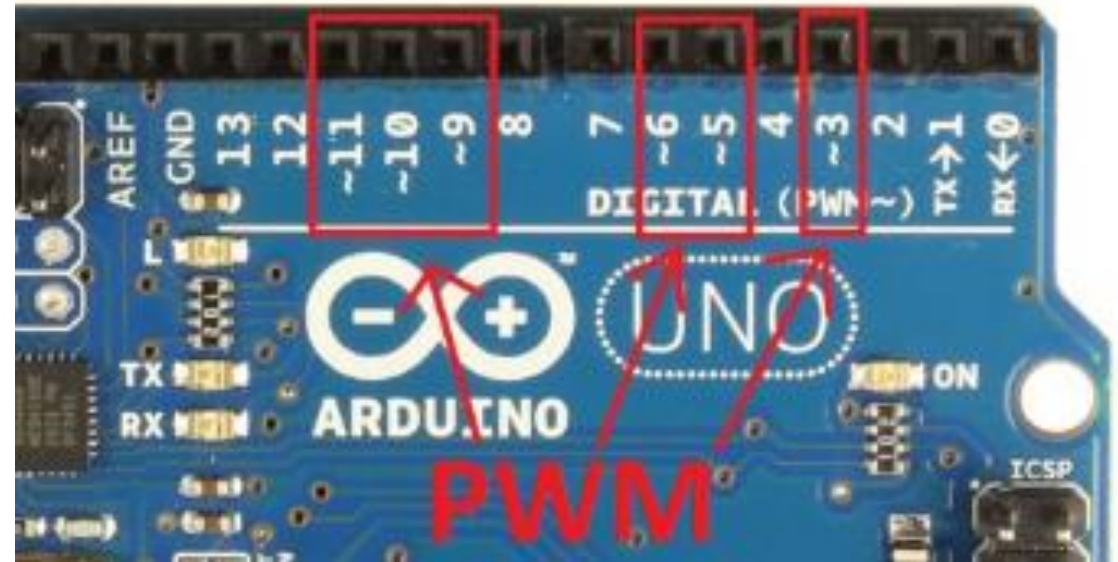 AREF GND 13 12 ~11 ~10 ~9 8 7 ~6 ~5 4 ~3 2 TX→1 RX←0
DIGITAL (PWM~)
L
TX
RX
UNO
ON
ARDUINO
PWM
ICSP